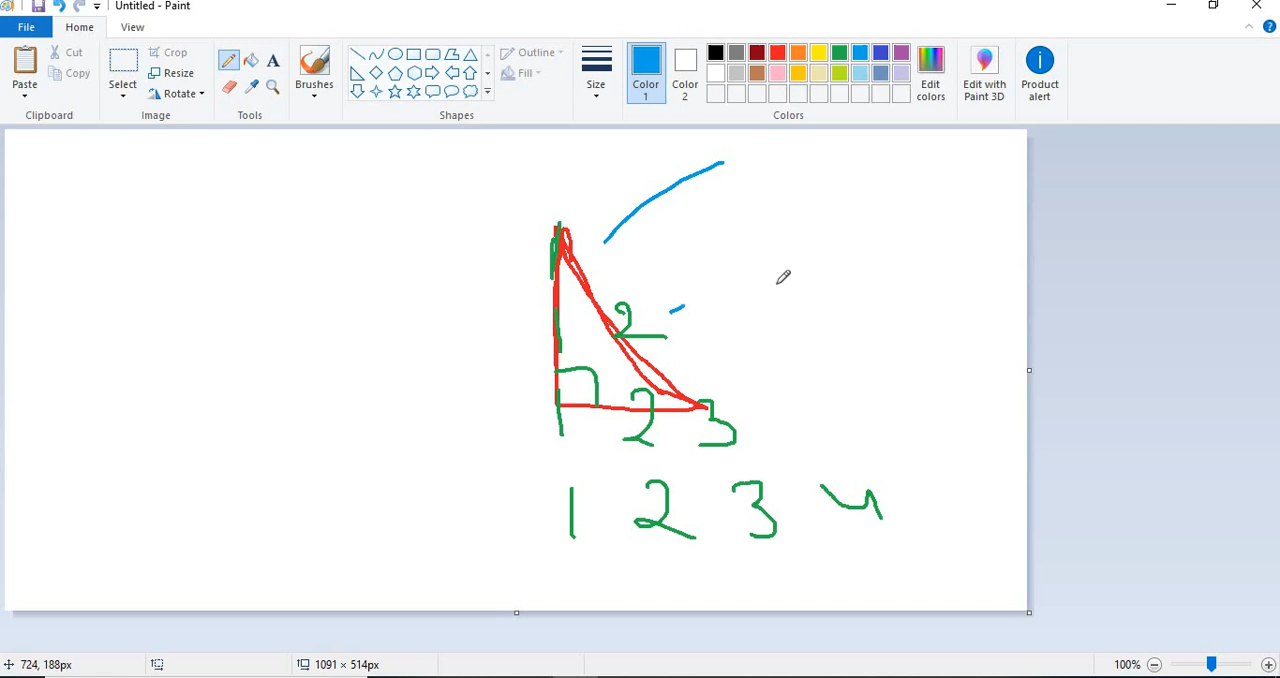 Untitled - Paint
File Home View
Paste Cut Copy
Select Crop Resize Rotate
A
Brushes
Outline Fill
Size
Color 1 Color 2
Edit colors
Edit with Paint 3D
Product alert
Clipboard Image Tools Shapes Colors
2
1 2 3
1 2 3 4
724, 188px 1091 × 514px 100%